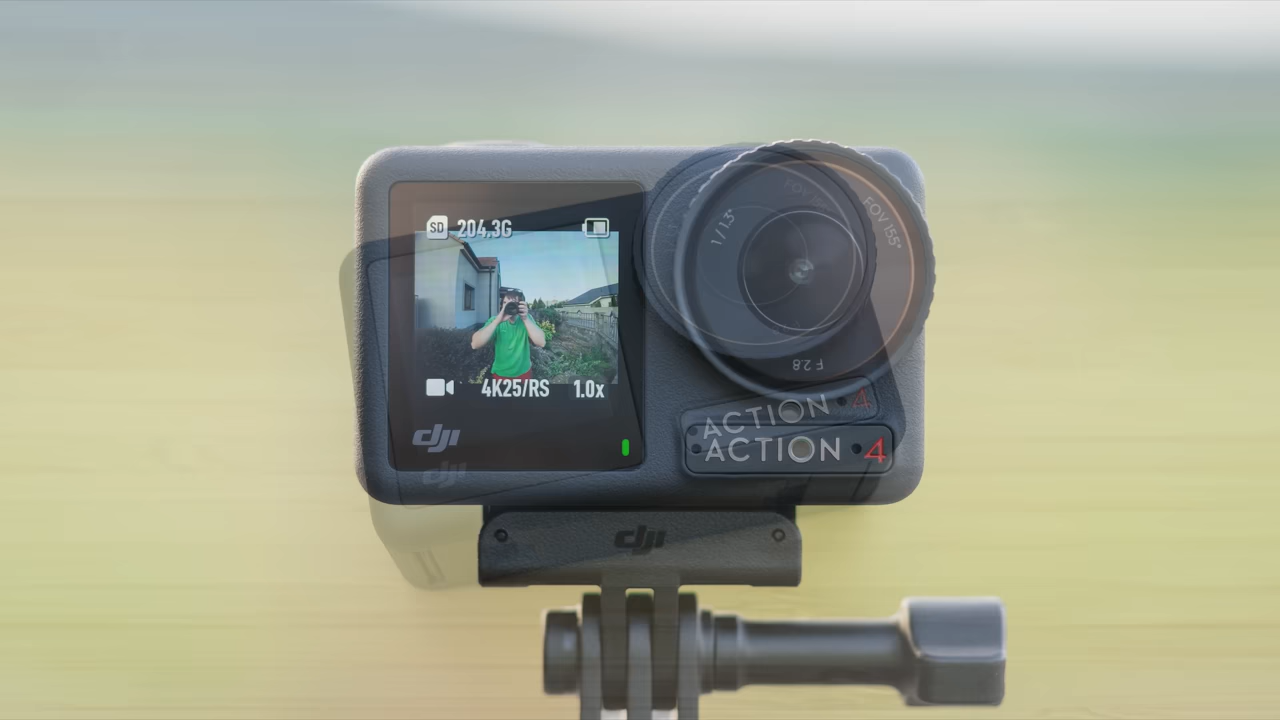 SD 204.3G
4K25/RS 1.0x
dji
dji
1/1.3"
FOV 155°
F2.8
ACTION 4
ACTION 4
dji